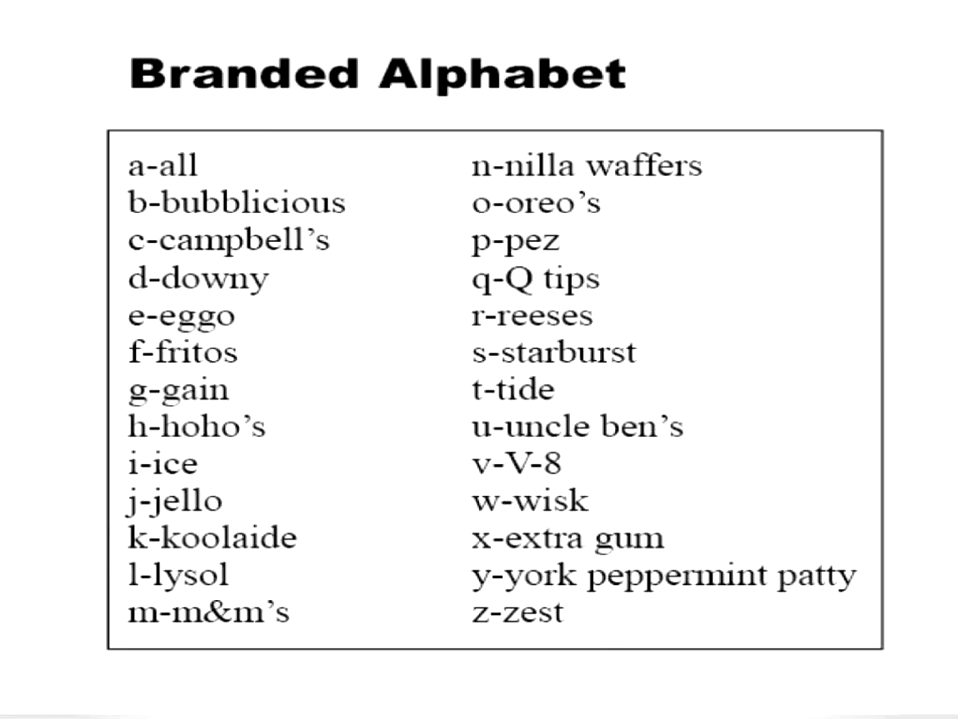 Branded Alphabet
a-all
b-bubblicious
c-campbell’s
d-downy
e-eggo
f-fritos
g-gain
h-hoho’s
i-ice
j-jello
k-koolaide
l-lysol
m-m&m’s
n-nilla waffers
o-oreo’s
p-pez
q-Q tips
r-reeses
s-starburst
t-tide
u-uncle ben’s
v-V-8
w-wisk
x-extra gum
y-york peppermint patty
z-zest